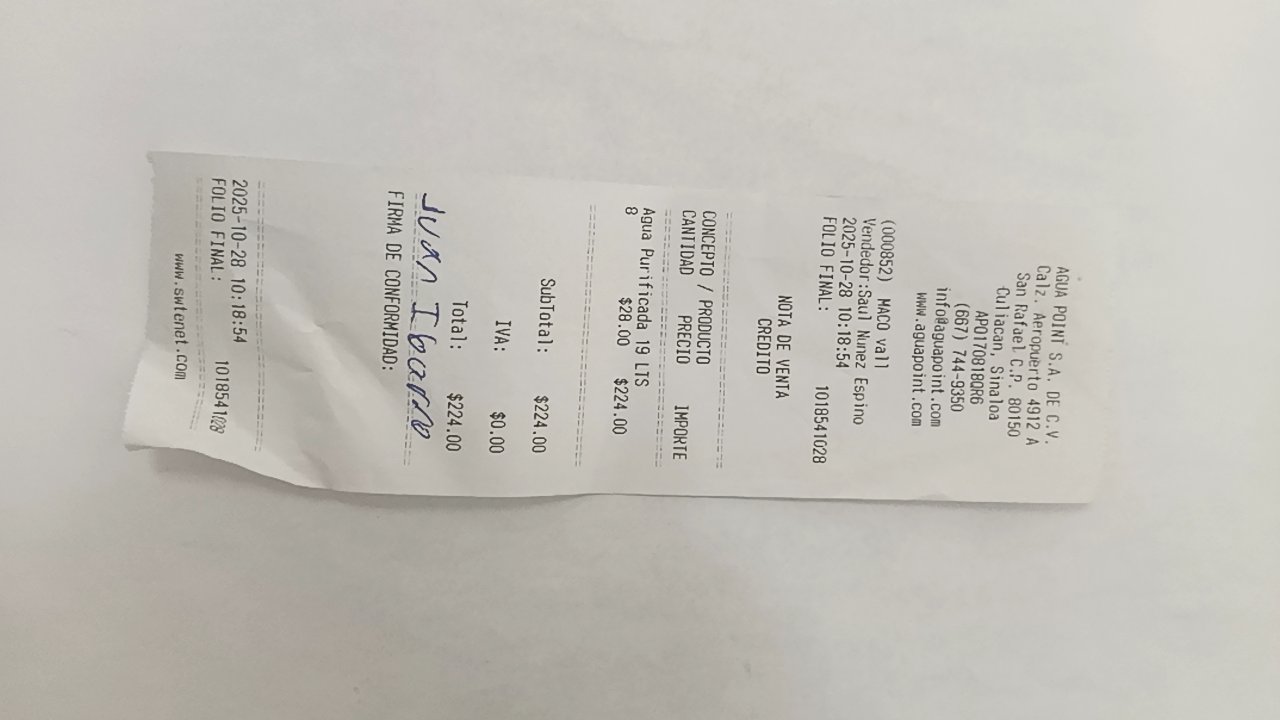 AGUA POINT S.A. DE C.V.
Calz. Aeropuerto 4912 A
San Rafael C.P. 80150
Culiacan, Sinaloa
APO170818QR6
(667) 744-9350
info@aguapoint.com
www.aguapoint.com
(000852) MACO vall
Vendedor:Saul Nunez Espino
2025-10-28 10:18:54
FOLIO FINAL: 1018541028
NOTA DE VENTA
CREDITO
CONCEPTO / PRODUCTO
CANTIDAD PRECIO IMPORTE
Agua Purificada 19 LTS
8 $28.00 $224.00
SubTotal: $224.00
IVA: $0.00
Total: $224.00
Juan Ibarra
FIRMA DE CONFORMIDAD:
2025-10-28 10:18:54
FOLIO FINAL: 1018541028
www.swtenet.com